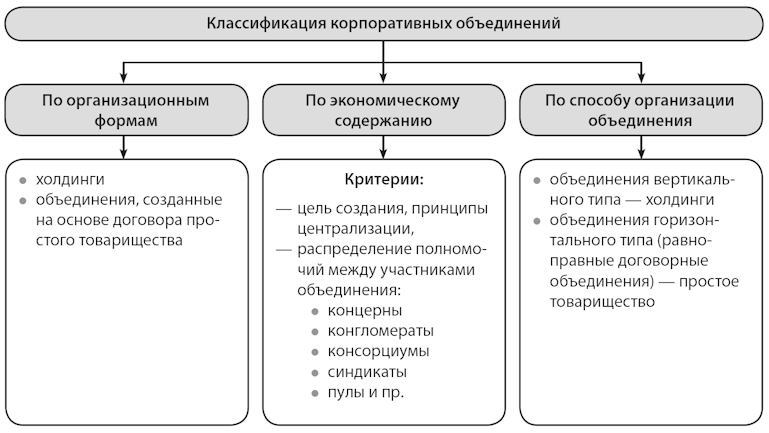 Классификация корпоративных объединений
По организационным
формам
• холдинги
• объединения, созданные
на основе договора про-
стого товарищества
По экономическому
содержанию
Критерии:
— цель создания, принципы
централизации,
— распределение полномо-
чий между участниками
объединения:
• концерны
• конгломераты
• консорциумы
• синдикаты
• пулы и пр.
По способу организации
объединения
• объединения вертикаль-
ного типа — холдинги
• объединения горизон-
тального типа (равно-
правные договорные
объединения) — простое
товарищество